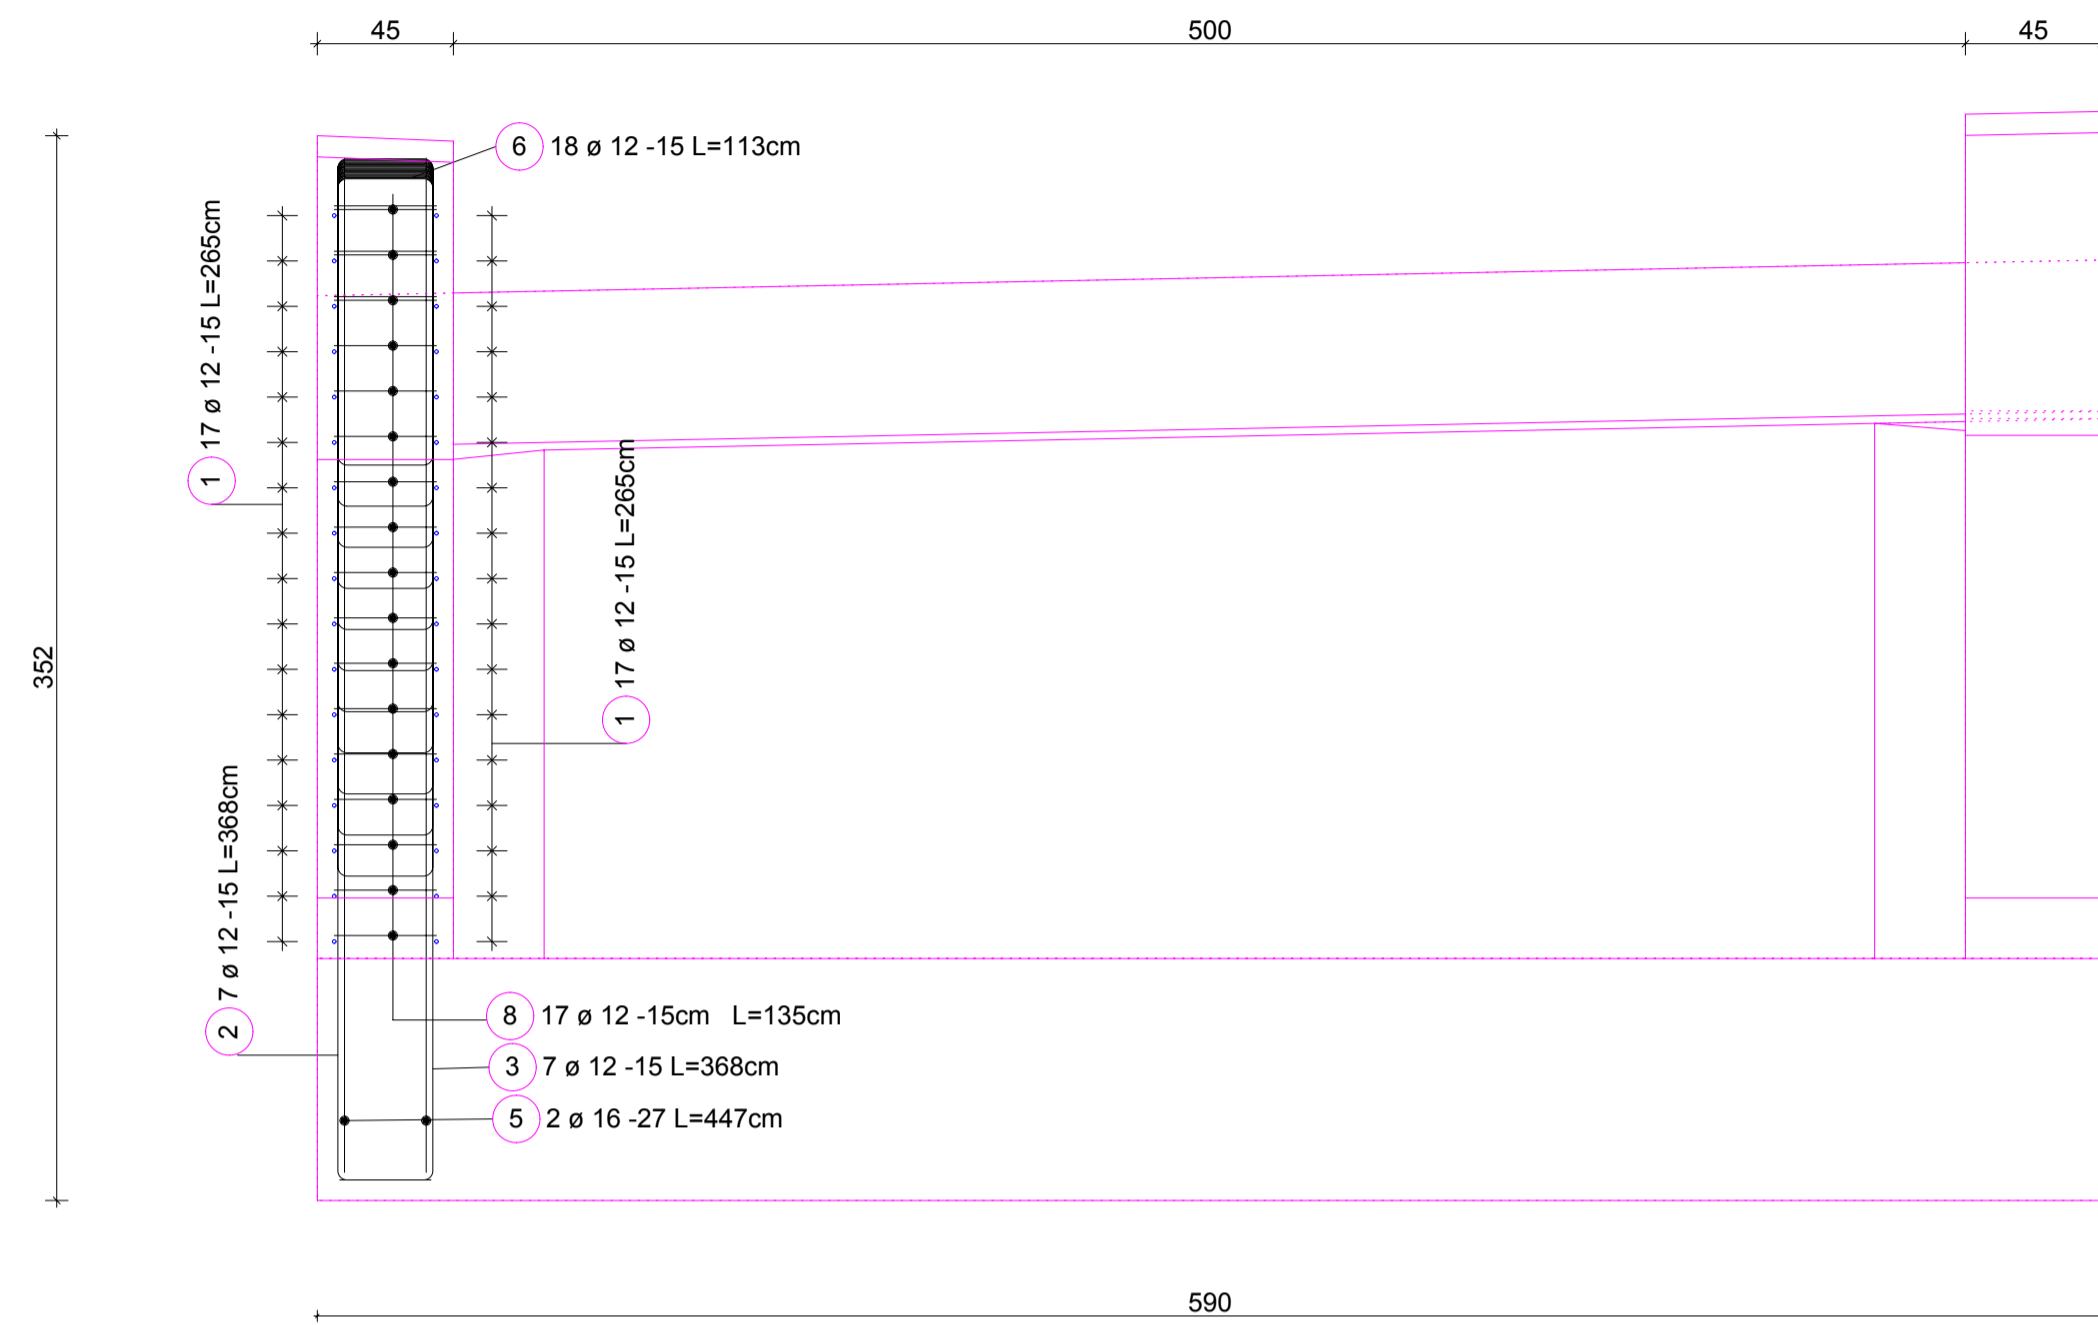 45
500
45
6 18 ø 12 -15 L=113cm
1 17 ø 12 -15 L=265cm
1 17 ø 12 -15 L=265cm
352
2 7 ø 12 -15 L=368cm
8 17 ø 12 -15cm L=135cm
3 7 ø 12 -15 L=368cm
5 2 ø 16 -27 L=447cm
590